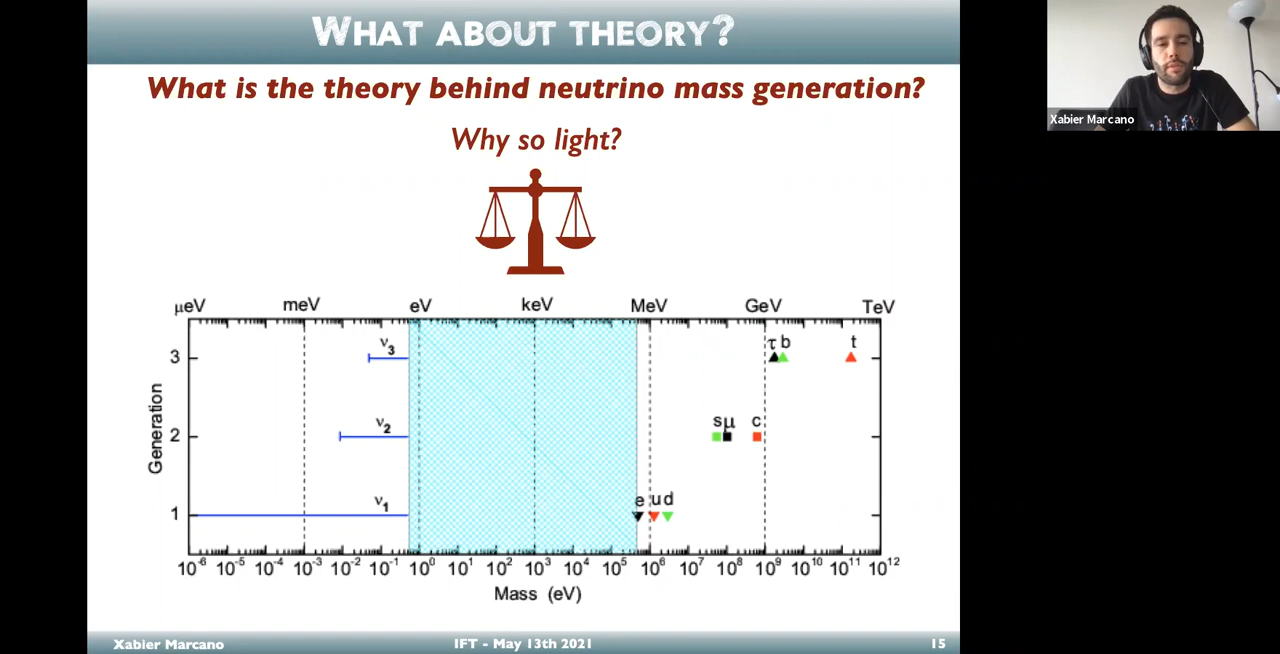 WHAT ABOUT THEORY?
What is the theory behind neutrino mass generation?
Why so light?
μeV meV eV keV MeV GeV TeV
3 ν₃ τ b t
2 ν₂ s μ c
1 ν₁ e u d
Generation
10⁻⁶ 10⁻⁵ 10⁻⁴ 10⁻³ 10⁻² 10⁻¹ 10⁰ 10¹ 10² 10³ 10⁴ 10⁵ 10⁶ 10⁷ 10⁸ 10⁹ 10¹⁰ 10¹¹ 10¹²
Mass (eV)
Xabier Marcano IFT - May 13th 2021 15
Xabier Marcano